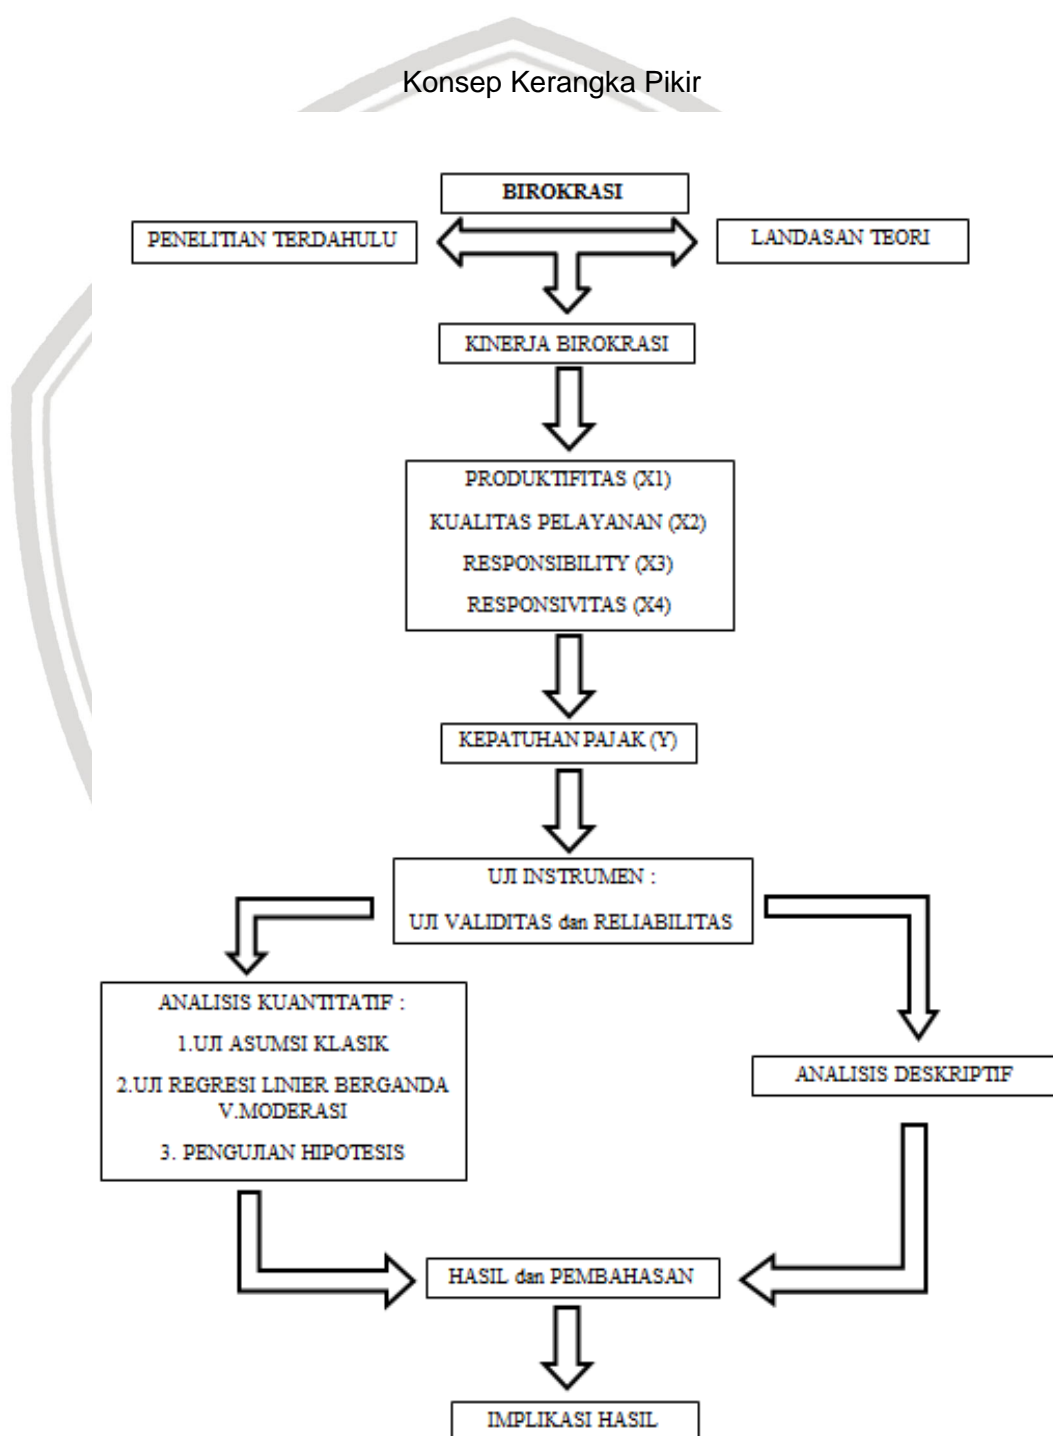 Konsep Kerangka Pikir
BIROKRASI
PENELITIAN TERDAHULU
LANDASAN TEORI
KINERJA BIROKRASI
PRODUKTIFITAS (X1)
KUALITAS PELAYANAN (X2)
RESPONSIBILITY (X3)
RESPONSIVITAS (X4)
KEPATUHAN PAJAK (Y)
UJI INSTRUMEN :
UJI VALIDITAS dan RELIABILITAS
ANALISIS KUANTITATIF :
1.UJI ASUMSI KLASIK
2.UJI REGRESI LINIER BERGANDA
V.MODERASI
3. PENGUJIAN HIPOTESIS
ANALISIS DESKRIPTIF
HASIL dan PEMBAHASAN
IMPLIKASI HASIL